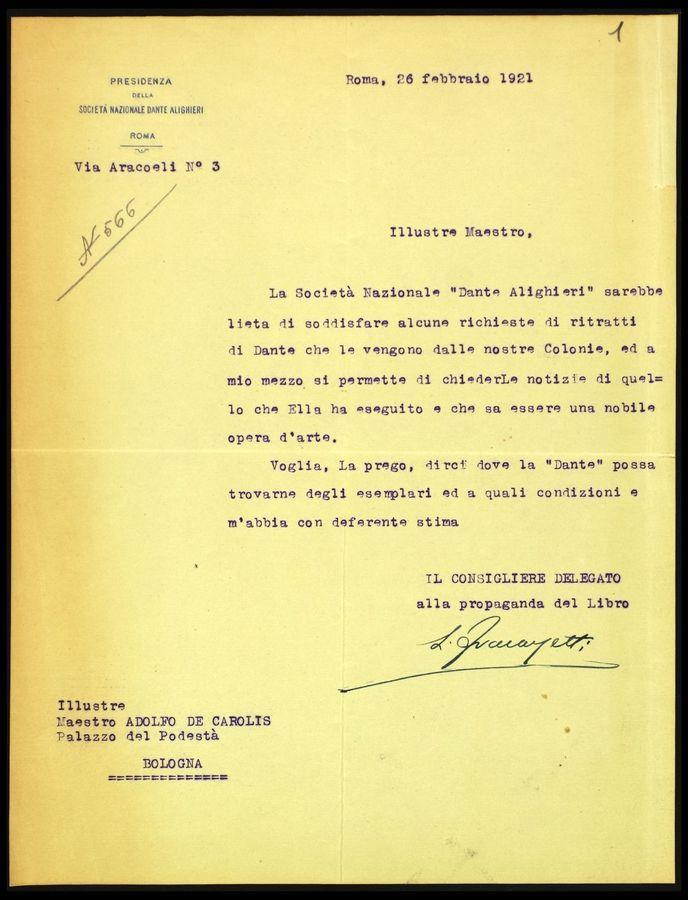 1
PRESIDENZA
DELLA
SOCIETÀ NAZIONALE DANTE ALIGHIERI
ROMA
Via Aracoeli Nº 3
Roma, 26 febbraio 1921
N 566
Illustre Maestro,
La Società Nazionale "Dante Alighieri" sarebbe
lieta di soddisfare alcune richieste di ritratti
di Dante che le vengono dalle nostre Colonie, ed a
mio mezzo si permette di chiederLe notizie di quel=
lo che Ella ha eseguito e che sa essere una nobile
opera d'arte.
Voglia, La prego, dirci dove la "Dante" possa
trovarne degli esemplari ed a quali condizioni e
m'abbia con deferente stima
IL CONSIGLIERE DELEGATO
alla propaganda del Libro
Illustre
Maestro ADOLFO DE CAROLIS
Palazzo del Podestà
BOLOGNA
==============